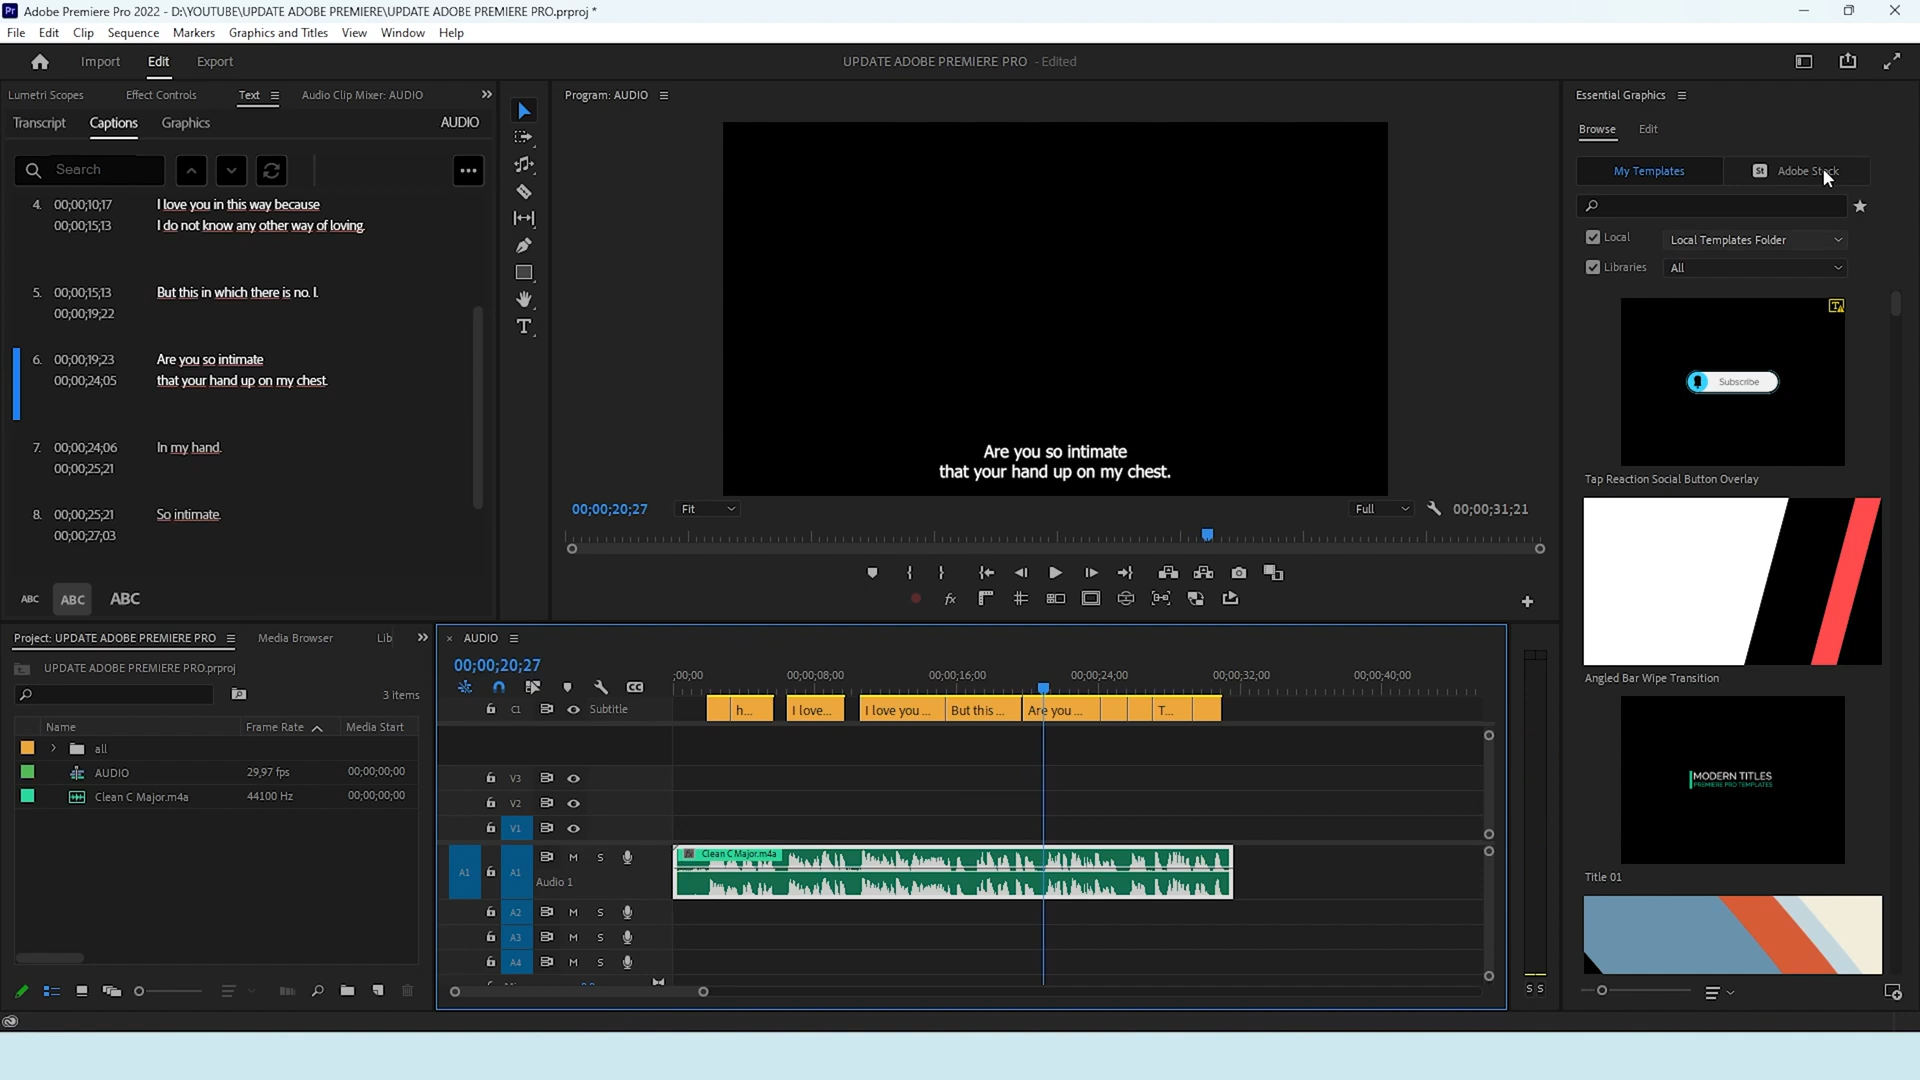 Adobe Premiere Pro 2022 - D:\YOUTUBE\UPDATE ADOBE PREMIERE\UPDATE ADOBE PREMIERE PRO.prproj *
File Edit Clip Sequence Markers Graphics and Titles View Window Help
Import Edit Export
UPDATE ADOBE PREMIERE PRO - Edited
Lumetri Scopes Effect Controls Text Audio Clip Mixer: AUDIO
Transcript Captions Graphics AUDIO
Search
4. 00;00;10;17 I love you in this way because
00;00;15;13 I do not know any other way of loving.
5. 00;00;15;13 But this in which there is no. I.
00;00;19;22
6. 00;00;19;23 Are you so intimate
00;00;24;05 that your hand up on my chest.
7. 00;00;24;06 In my hand.
00;00;25;21
8. 00;00;25;21 So intimate.
00;00;27;03
ABC ABC ABC
Program: AUDIO
Are you so intimate
that your hand up on my chest.
00;00;20;27 Fit Full 00;00;31;21
Essential Graphics
Browse Edit
My Templates St Adobe Stock
Local Local Templates Folder
Libraries All
Subscribe
Tap Reaction Social Button Overlay
Angled Bar Wipe Transition
MODERN TITLES
PREMIERE PRO TEMPLATES
Title 01
Project: UPDATE ADOBE PREMIERE PRO Media Browser Lib
UPDATE ADOBE PREMIERE PRO.prproj
3 items
Name Frame Rate Media Start
all
AUDIO 29,97 fps 00;00;00;00
Clean C Major.m4a 44100 Hz 00;00;00;00
× AUDIO
00;00;20;27
;00;00 00;00;08;00 00;00;16;00 00;00;24;00 00;00;32;00 00;00;40;00
C1 Subtitle h... I love... I love you ... But this ... Are you ... T...
V3
V2
V1
A1 A1 M S Clean C Major.m4a
Audio 1
A2 M S
A3 M S
A4 M S
S S